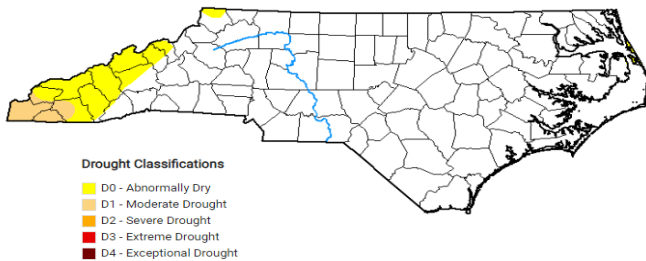 Drought Classifications
D0 - Abnormally Dry
D1 - Moderate Drought
D2 - Severe Drought
D3 - Extreme Drought
D4 - Exceptional Drought